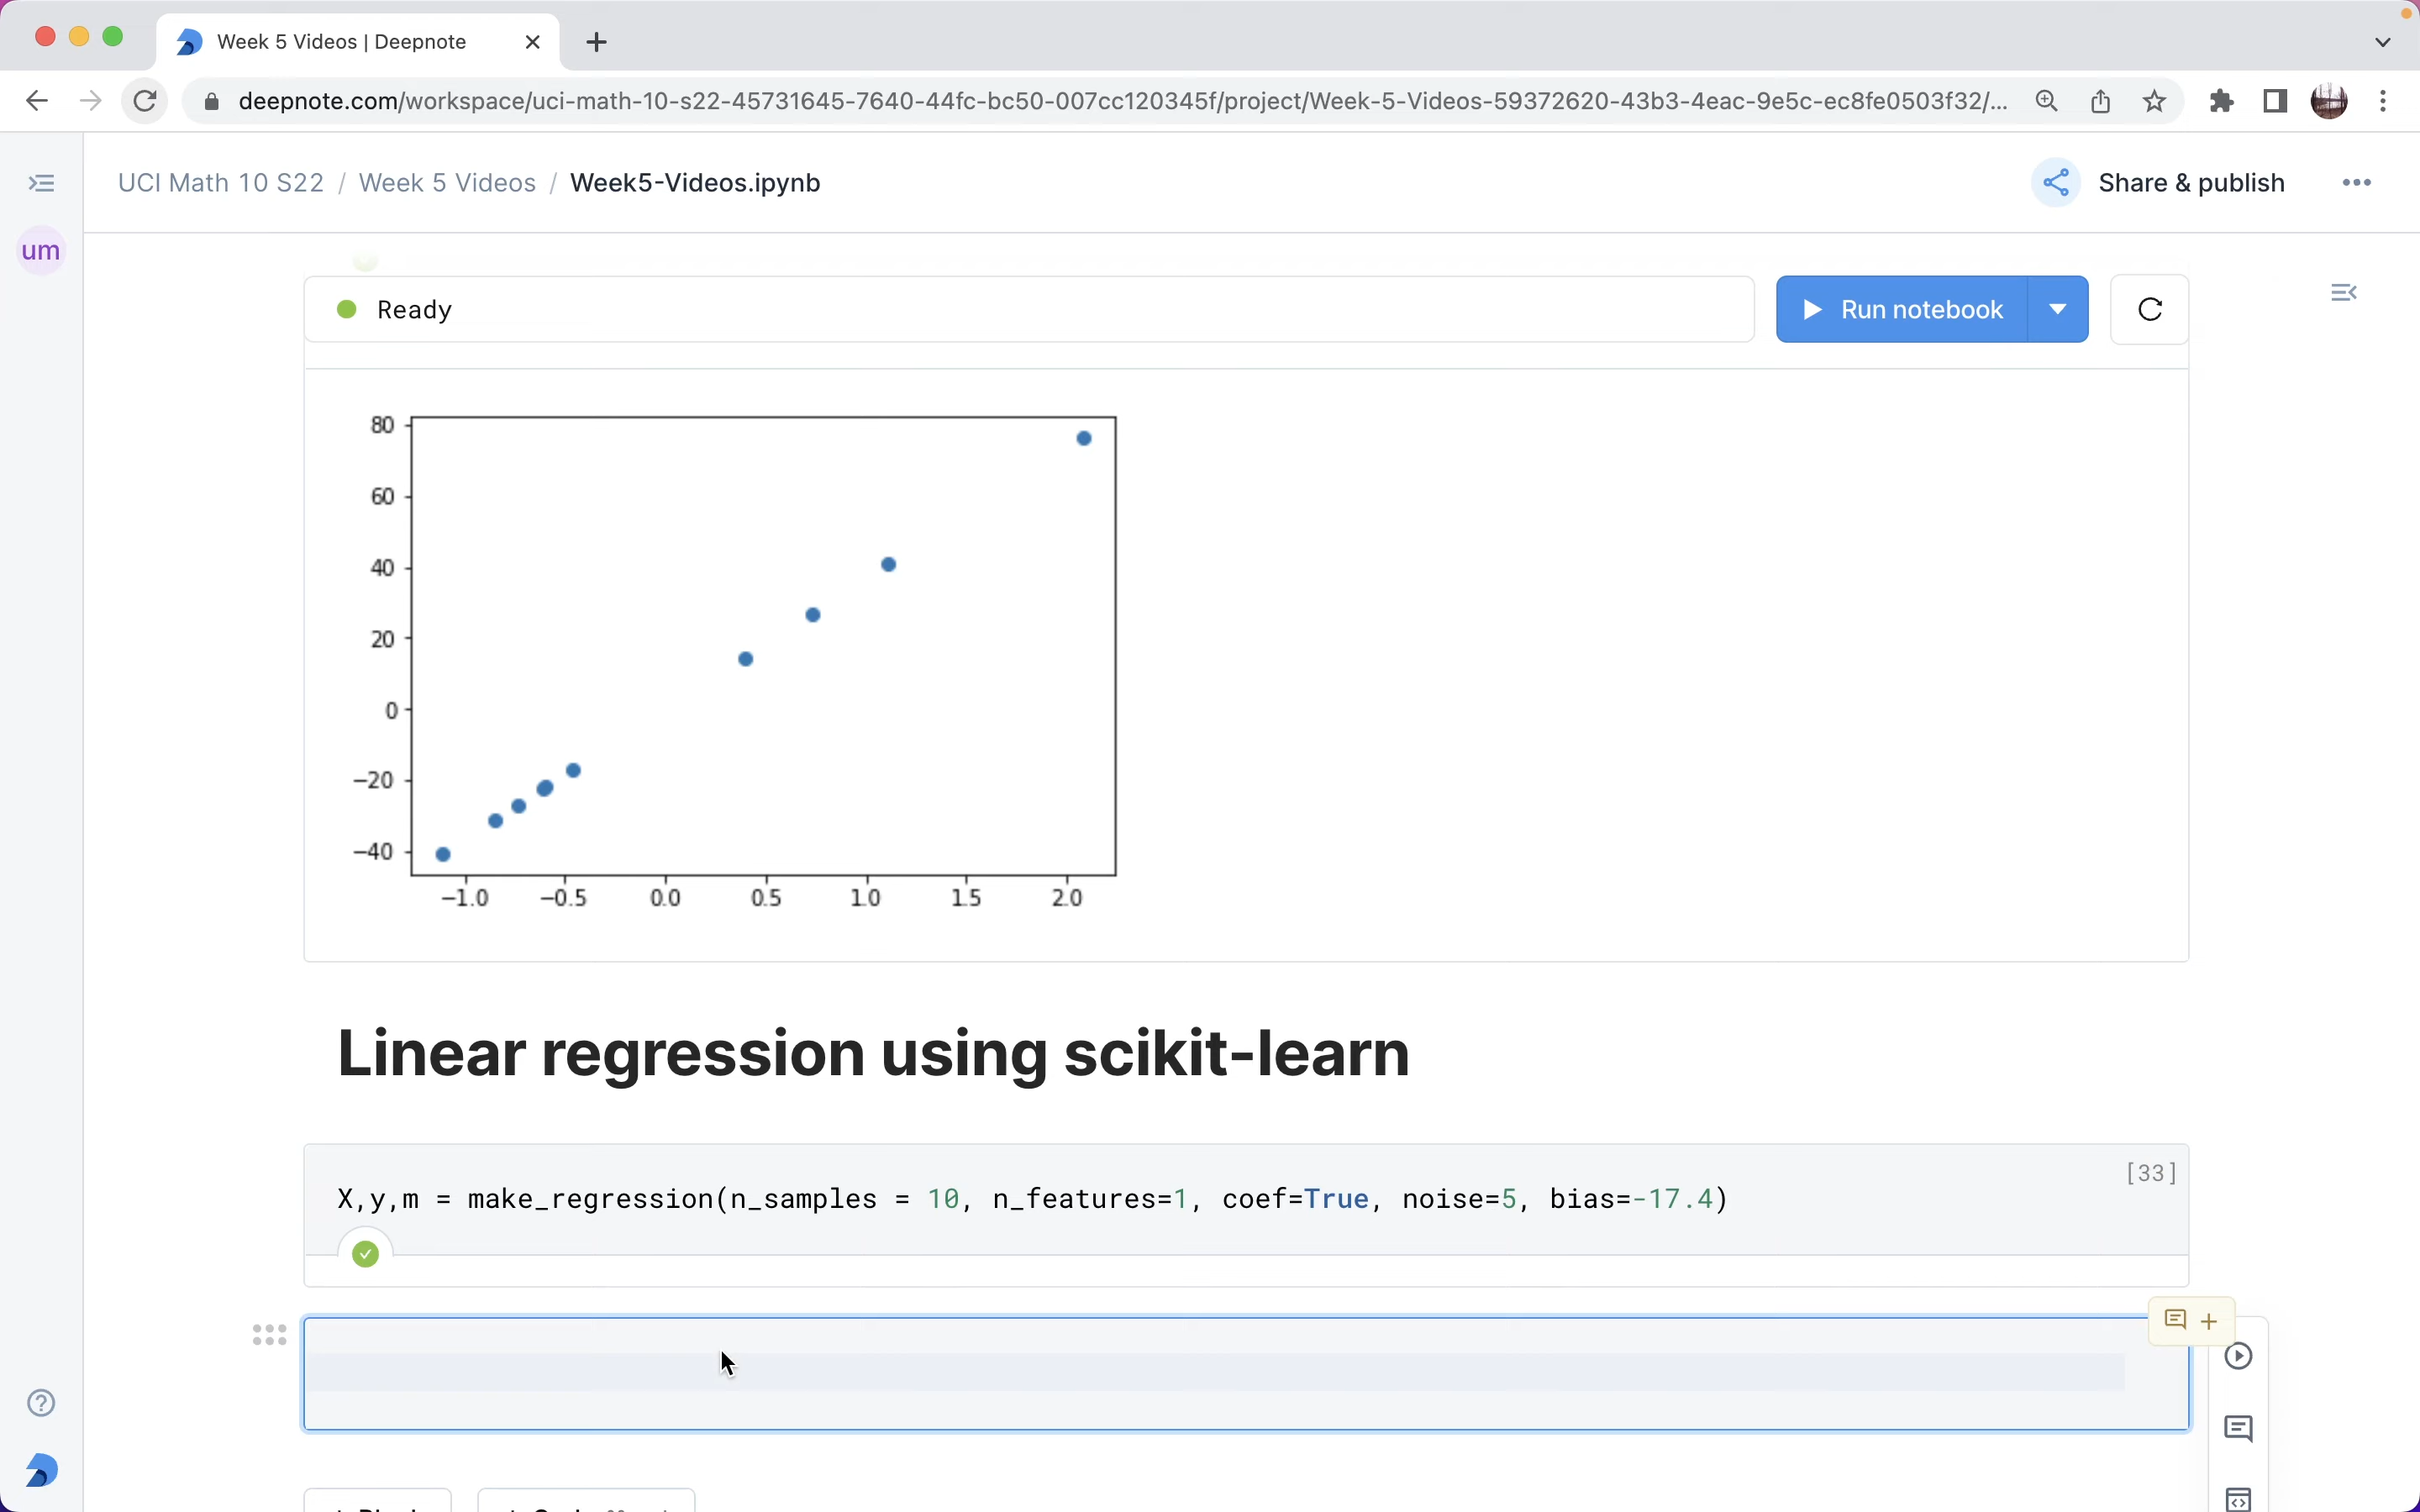 Week 5 Videos | Deepnote
deepnote.com/workspace/uci-math-10-s22-45731645-7640-44fc-bc50-007cc120345f/project/Week-5-Videos-59372620-43b3-4eac-9e5c-ec8fe0503f32/...
UCI Math 10 S22 / Week 5 Videos / Week5-Videos.ipynb
Share & publish
um
Ready
Run notebook
80
60
40
20
0
−20
−40
−1.0 −0.5 0.0 0.5 1.0 1.5 2.0
Linear regression using scikit-learn
[33]
X,y,m = make_regression(n_samples = 10, n_features=1, coef=True, noise=5, bias=-17.4)